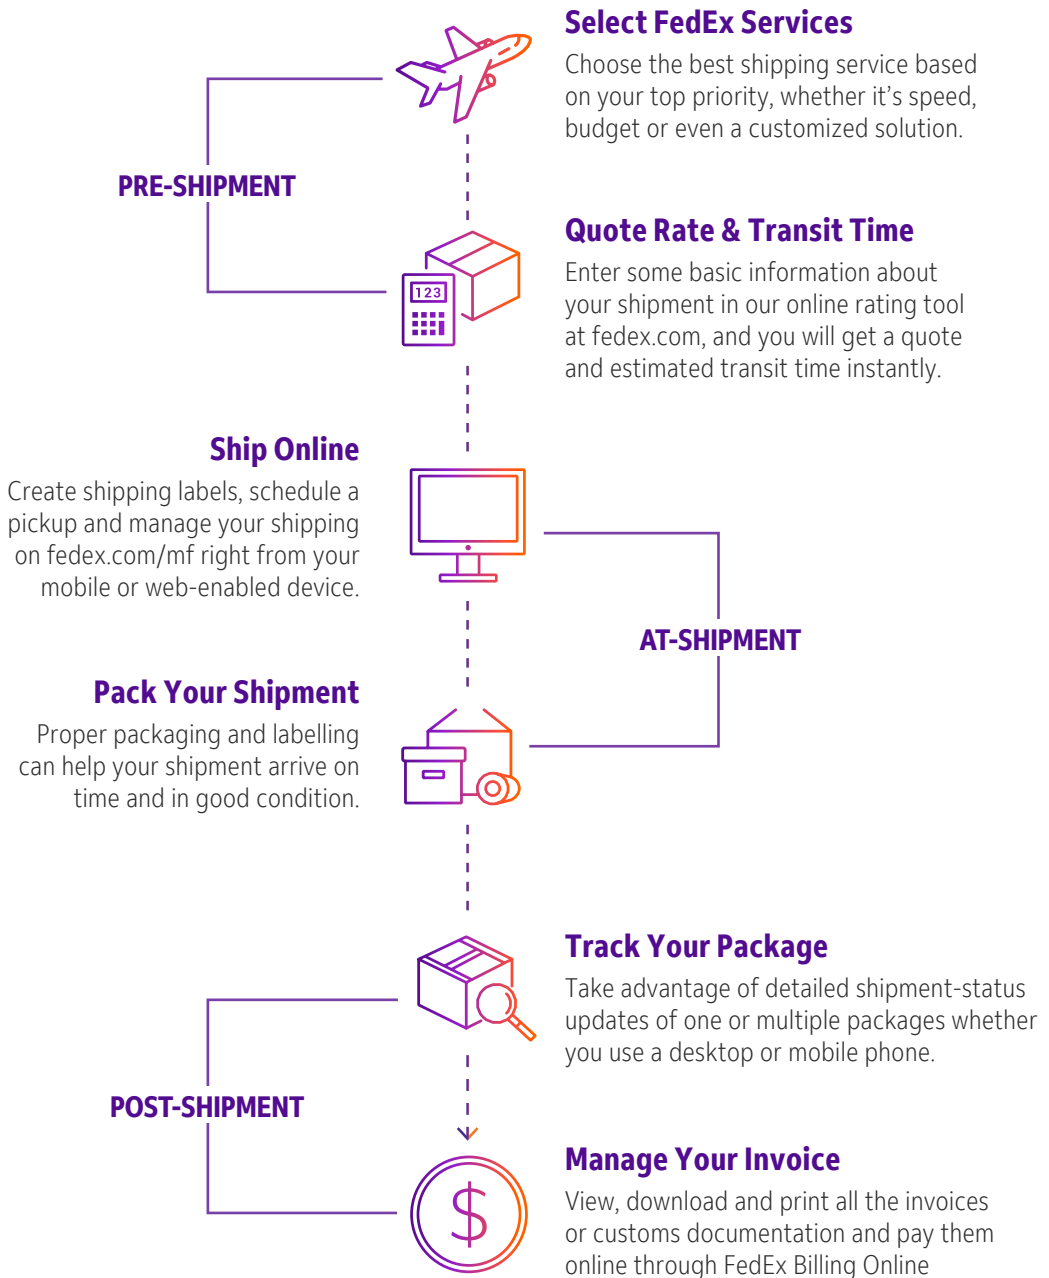 Select FedEx Services
Choose the best shipping service based
on your top priority, whether it’s speed,
budget or even a customized solution.
PRE-SHIPMENT
Quote Rate & Transit Time
Enter some basic information about
your shipment in our online rating tool
at fedex.com, and you will get a quote
and estimated transit time instantly.
123
Ship Online
Create shipping labels, schedule a
pickup and manage your shipping
on fedex.com/mf right from your
mobile or web-enabled device.
AT-SHIPMENT
Pack Your Shipment
Proper packaging and labelling
can help your shipment arrive on
time and in good condition.
Track Your Package
Take advantage of detailed shipment-status
updates of one or multiple packages whether
you use a desktop or mobile phone.
POST-SHIPMENT
Manage Your Invoice
View, download and print all the invoices
or customs documentation and pay them
online through FedEx Billing Online
$